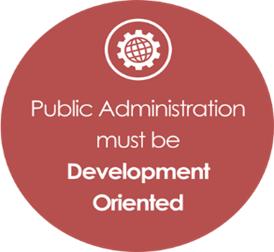 Public Administration
must be
Development
Oriented